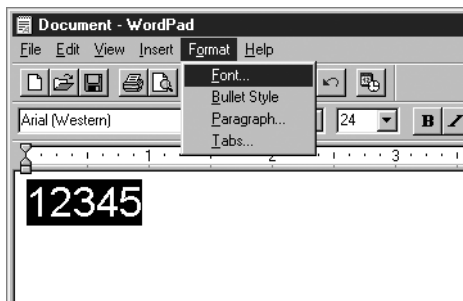 Document - WordPad
File Edit View Insert Format Help
Font...
Bullet Style
Paragraph...
Tabs...
Arial (Western) 24 B I
1 2 3
12345